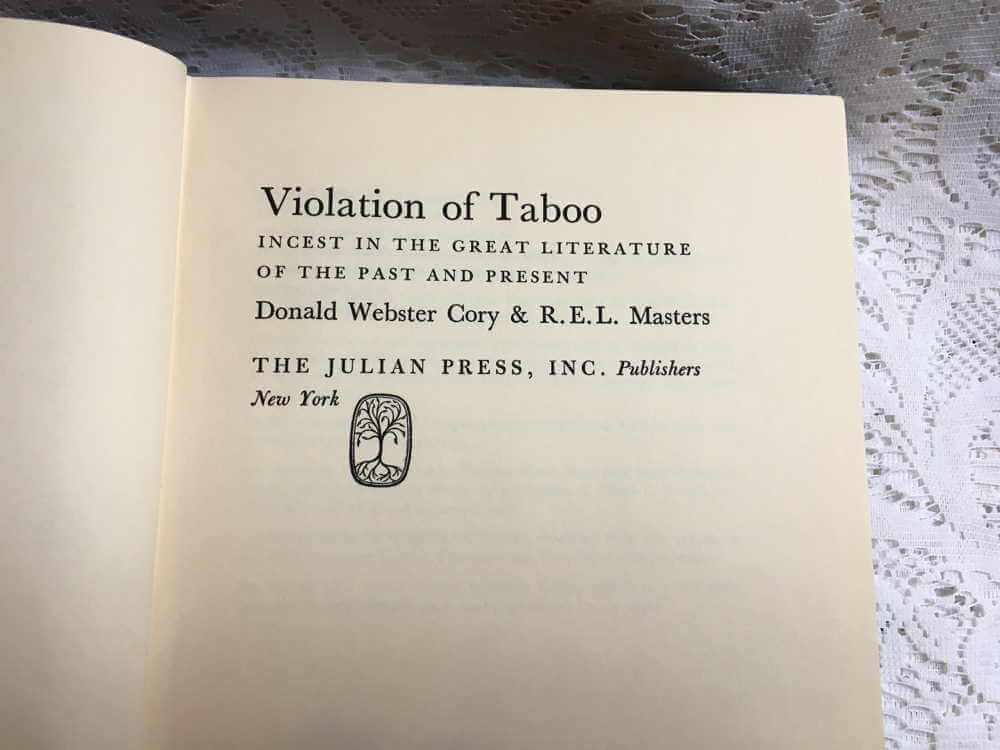 Violation of Taboo
INCEST IN THE GREAT LITERATURE
OF THE PAST AND PRESENT
Donald Webster Cory & R.E.L. Masters
THE JULIAN PRESS, INC. Publishers
New York